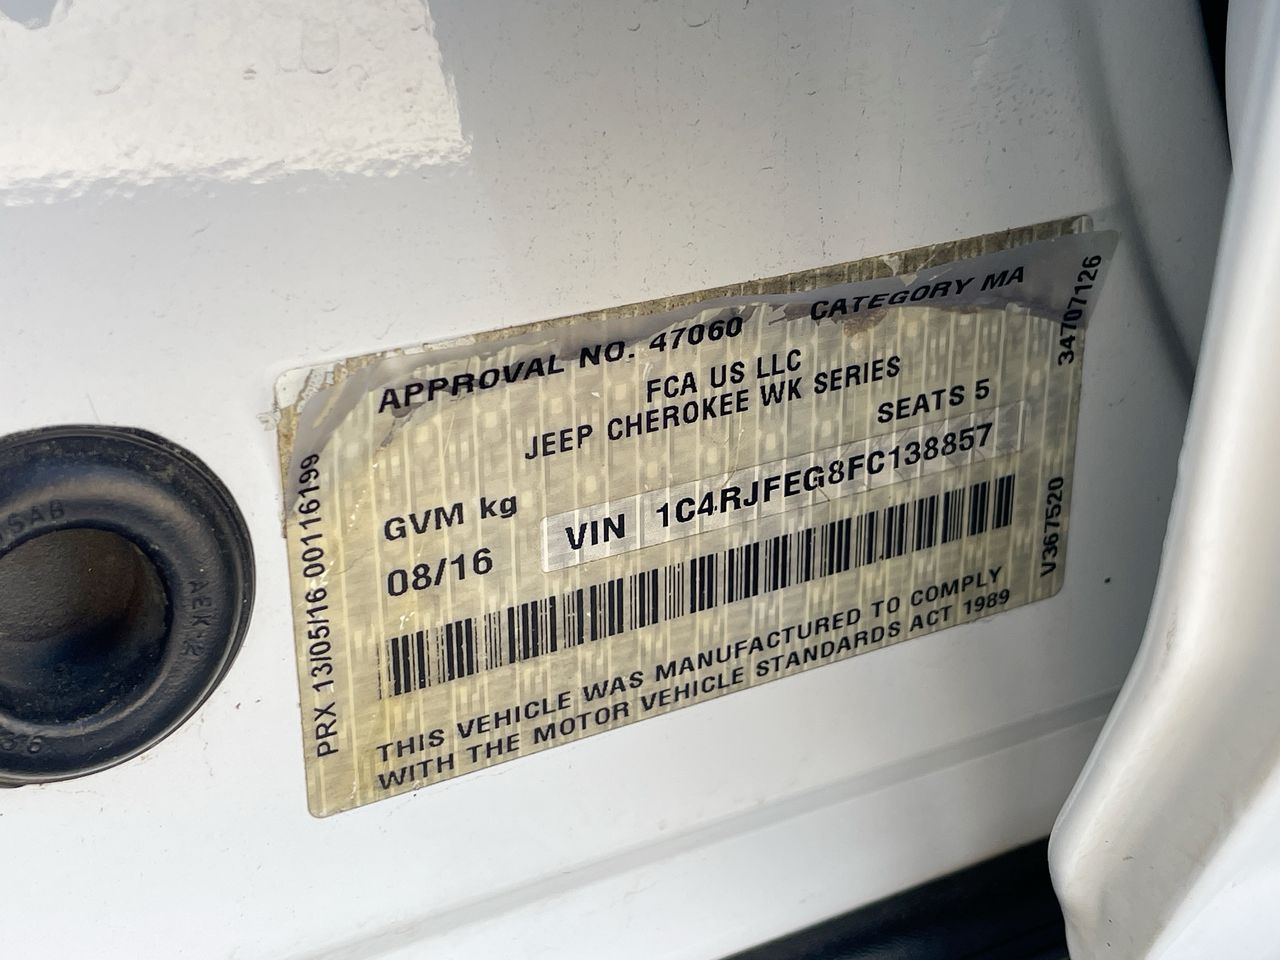 APPROVAL NO. 47060 CATEGORY MA
FCA US LLC
JEEP CHEROKEE WK SERIES
SEATS 5
GVM kg
VIN 1C4RJFEG8FC138857
08/16
THIS VEHICLE WAS MANUFACTURED TO COMPLY
WITH THE MOTOR VEHICLE STANDARDS ACT 1989
PRX 13/05/16 00116199
34707126
V367520